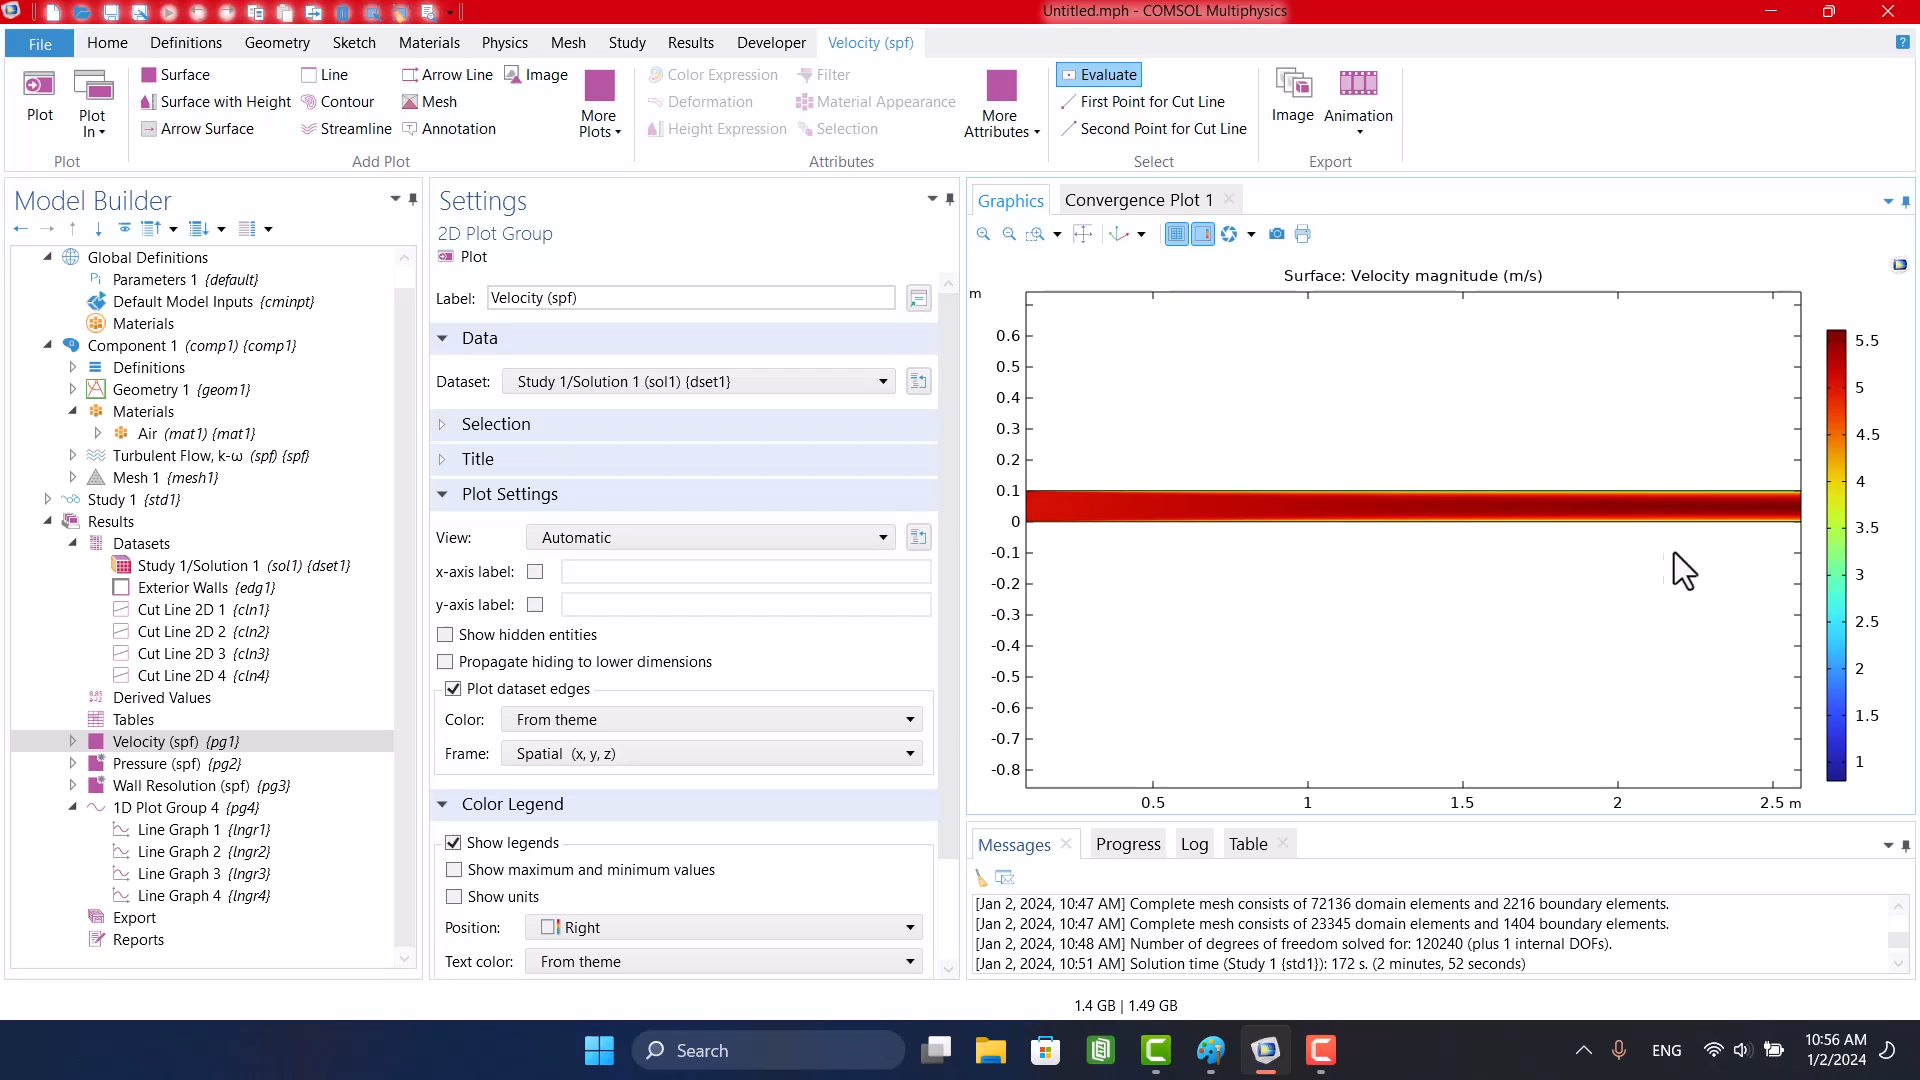 Untitled.mph - COMSOL Multiphysics
File Home Definitions Geometry Sketch Materials Physics Mesh Study Results Developer Velocity (spf)
Plot
Plot In
Plot
Surface
Surface with Height
Arrow Surface
Line
Contour
Streamline
Arrow Line
Mesh
Annotation
Image
More Plots
Add Plot
Color Expression
Deformation
Height Expression
Filter
Material Appearance
Selection
More Attributes
Attributes
Evaluate
First Point for Cut Line
Second Point for Cut Line
Select
Image
Animation
Export
Model Builder
Global Definitions
Parameters 1 {default}
Default Model Inputs {cminpt}
Materials
Component 1 (comp1) {comp1}
Definitions
Geometry 1 {geom1}
Materials
Air (mat1) {mat1}
Turbulent Flow, k-ω (spf) {spf}
Mesh 1 {mesh1}
Study 1 {std1}
Results
Datasets
Study 1/Solution 1 (sol1) {dset1}
Exterior Walls {edg1}
Cut Line 2D 1 {cln1}
Cut Line 2D 2 {cln2}
Cut Line 2D 3 {cln3}
Cut Line 2D 4 {cln4}
8.85
e-12
Derived Values
Tables
Velocity (spf) {pg1}
Pressure (spf) {pg2}
Wall Resolution (spf) {pg3}
1D Plot Group 4 {pg4}
Line Graph 1 {lngr1}
Line Graph 2 {lngr2}
Line Graph 3 {lngr3}
Line Graph 4 {lngr4}
Export
Reports
Settings
2D Plot Group
Plot
Label: Velocity (spf)
Data
Dataset: Study 1/Solution 1 (sol1) {dset1}
Selection
Title
Plot Settings
View: Automatic
x-axis label:
y-axis label:
Show hidden entities
Propagate hiding to lower dimensions
Plot dataset edges
Color: From theme
Frame: Spatial (x, y, z)
Color Legend
Show legends
Show maximum and minimum values
Show units
Position: Right
Text color: From theme
Graphics Convergence Plot 1
Surface: Velocity magnitude (m/s)
m
0.6
0.5
0.4
0.3
0.2
0.1
0
-0.1
-0.2
-0.3
-0.4
-0.5
-0.6
-0.7
-0.8
0.5 1 1.5 2 2.5 m
5.5
5
4.5
4
3.5
3
2.5
2
1.5
1
Messages Progress Log Table
[Jan 2, 2024, 10:47 AM] Complete mesh consists of 72136 domain elements and 2216 boundary elements.
[Jan 2, 2024, 10:47 AM] Complete mesh consists of 23345 domain elements and 1404 boundary elements.
[Jan 2, 2024, 10:48 AM] Number of degrees of freedom solved for: 120240 (plus 1 internal DOFs).
[Jan 2, 2024, 10:51 AM] Solution time (Study 1 {std1}): 172 s. (2 minutes, 52 seconds)
1.4 GB | 1.49 GB
Search
ENG
10:56 AM
1/2/2024